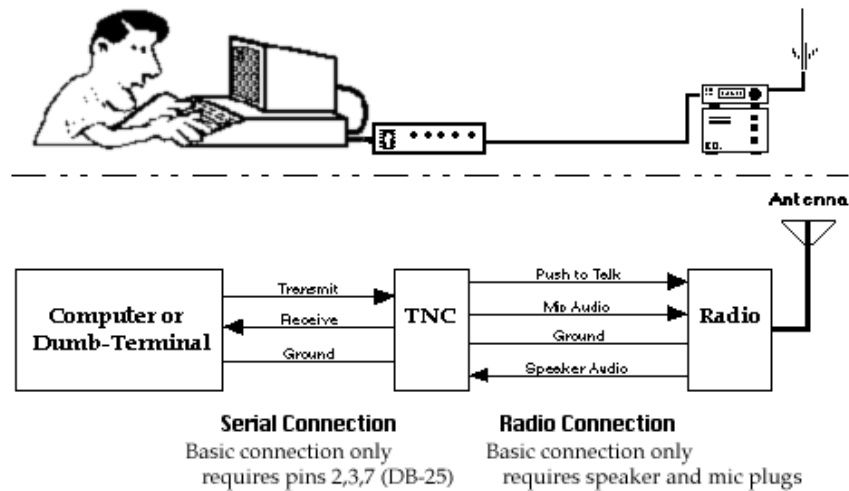 Antenna
Computer or
Dumb-Terminal
Transmit
Receive
Ground
TNC
Push to Talk
Mic Audio
Ground
Speaker Audio
Radio
Serial Connection
Basic connection only
requires pins 2,3,7 (DB-25)
Radio Connection
Basic connection only
requires speaker and mic plugs